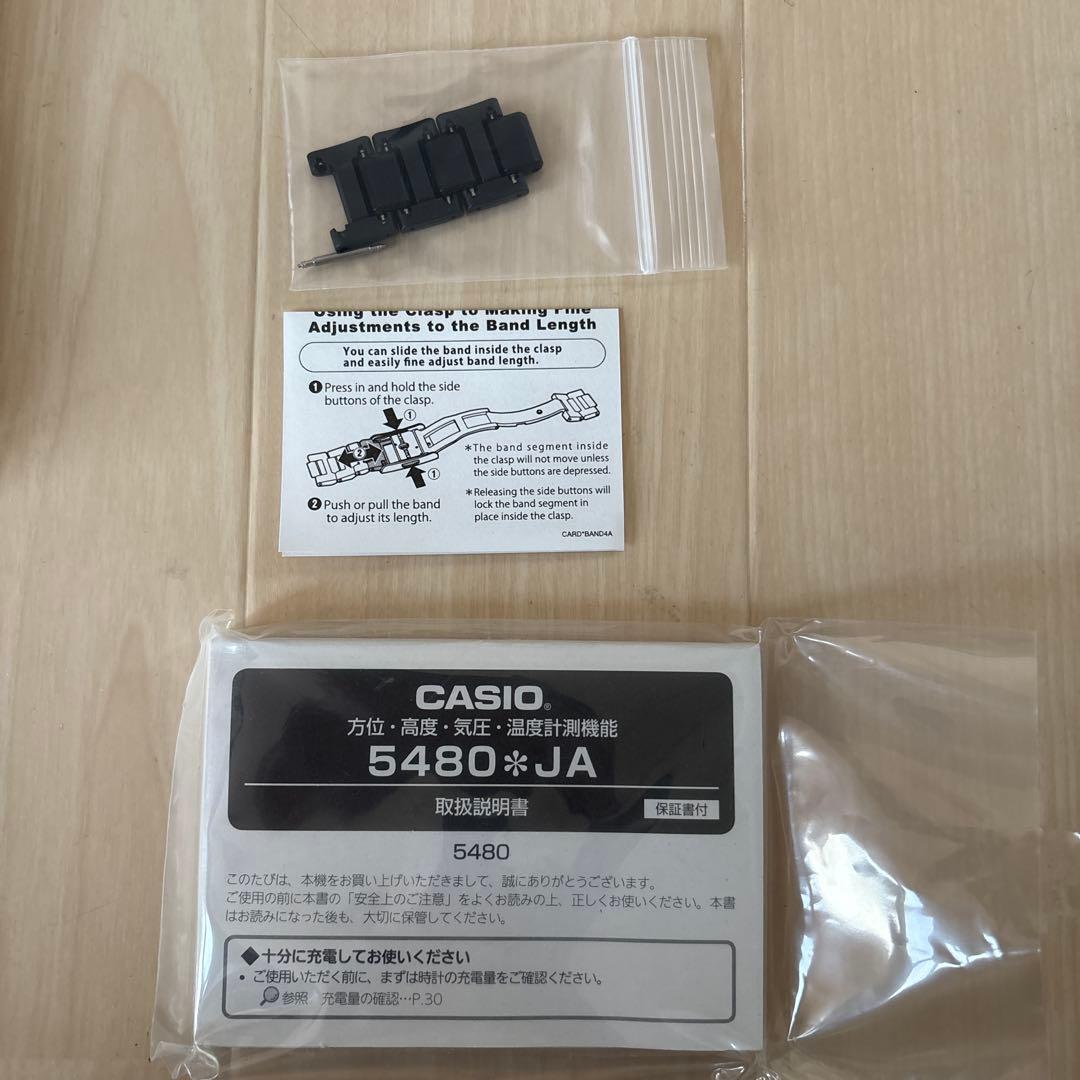 Using the Clasp to Making Fine
Adjustments to the Band Length
You can slide the band inside the clasp
and easily fine adjust band length.
❶ Press in and hold the side
buttons of the clasp.
①
②
①
*The band segment inside
the clasp will not move unless
the side buttons are depressed.
*Releasing the side buttons will
lock the band segment in
place inside the clasp.
❷ Push or pull the band
to adjust its length.
CARD*BAND4A
CASIO®
方位・高度・気圧・温度計測機能
5480*JA
取扱説明書
保証書付
5480
このたびは、本機をお買い上げいただきまして、誠にありがとうございます。
ご使用の前に本書の「安全上のご注意」をよくお読みの上、正しくお使いください。本書
はお読みになった後も、大切に保管してください。
◆十分に充電してお使いください
• ご使用いただく前に、まずは時計の充電量をご確認ください。
参照 充電量の確認…P.30